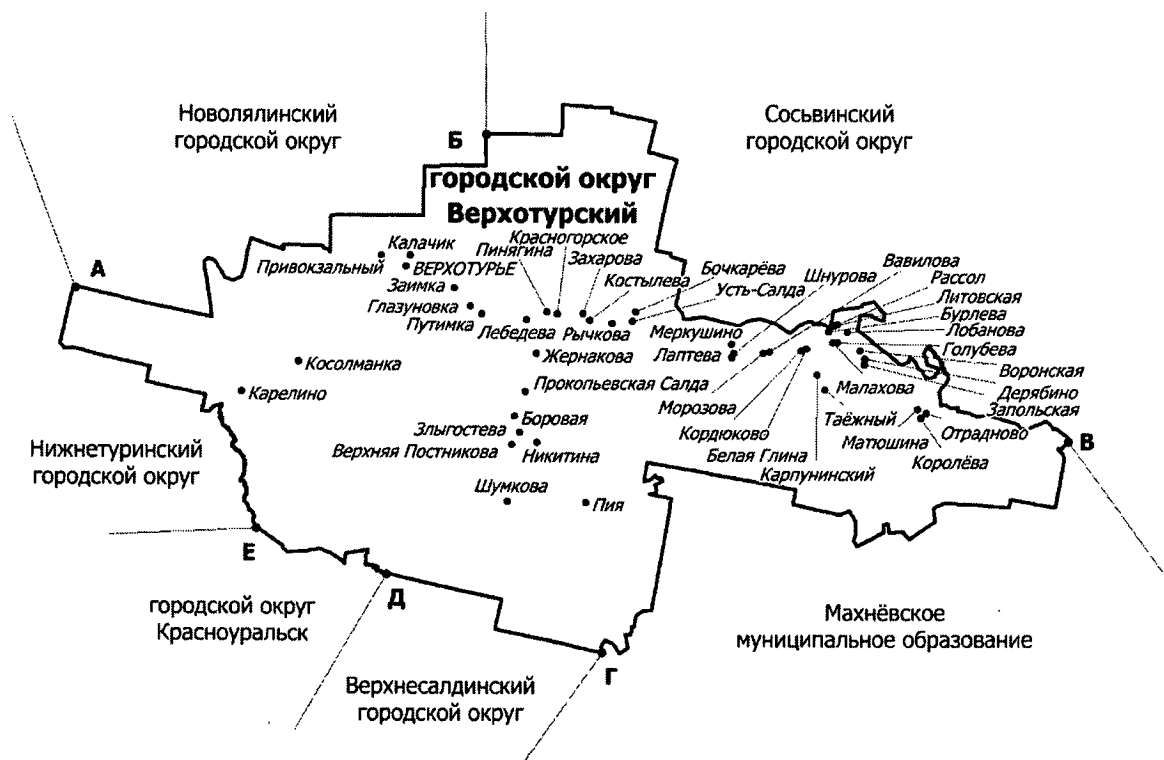 Новолялинский
городской округ
Сосьвинский
городской округ
Б
городской округ
Верхотурский
А
Калачик
Привокзальный
ВЕРХОТУРЬЕ
Заимка
Глазуновка
Путимка
Пинягина
Красногорское
Захарова
Костылева
Лебедева
Рычкова
Жернакова
Бочкарёва
Усть-Салда
Шнурова
Вавилова
Рассол
Литовская
Бурлева
Лобанова
Голубева
Воронская
Дерябино
Запольская
Меркушино
Лаптева
Косолманка
Карелино
Прокопьевская Салда
Морозова
Кордюково
Белая Глина
Карпунинский
Малахова
Таёжный
Матюшина
Отрадново
Королёва
В
Боровая
Злыгостева
Верхняя Постникова
Никитина
Шумкова
Пия
Нижнетуринский
городской округ
Е
городской округ
Красноуральск
Д
Верхнесалдинский
городской округ
Г
Махнёвское
муниципальное образование